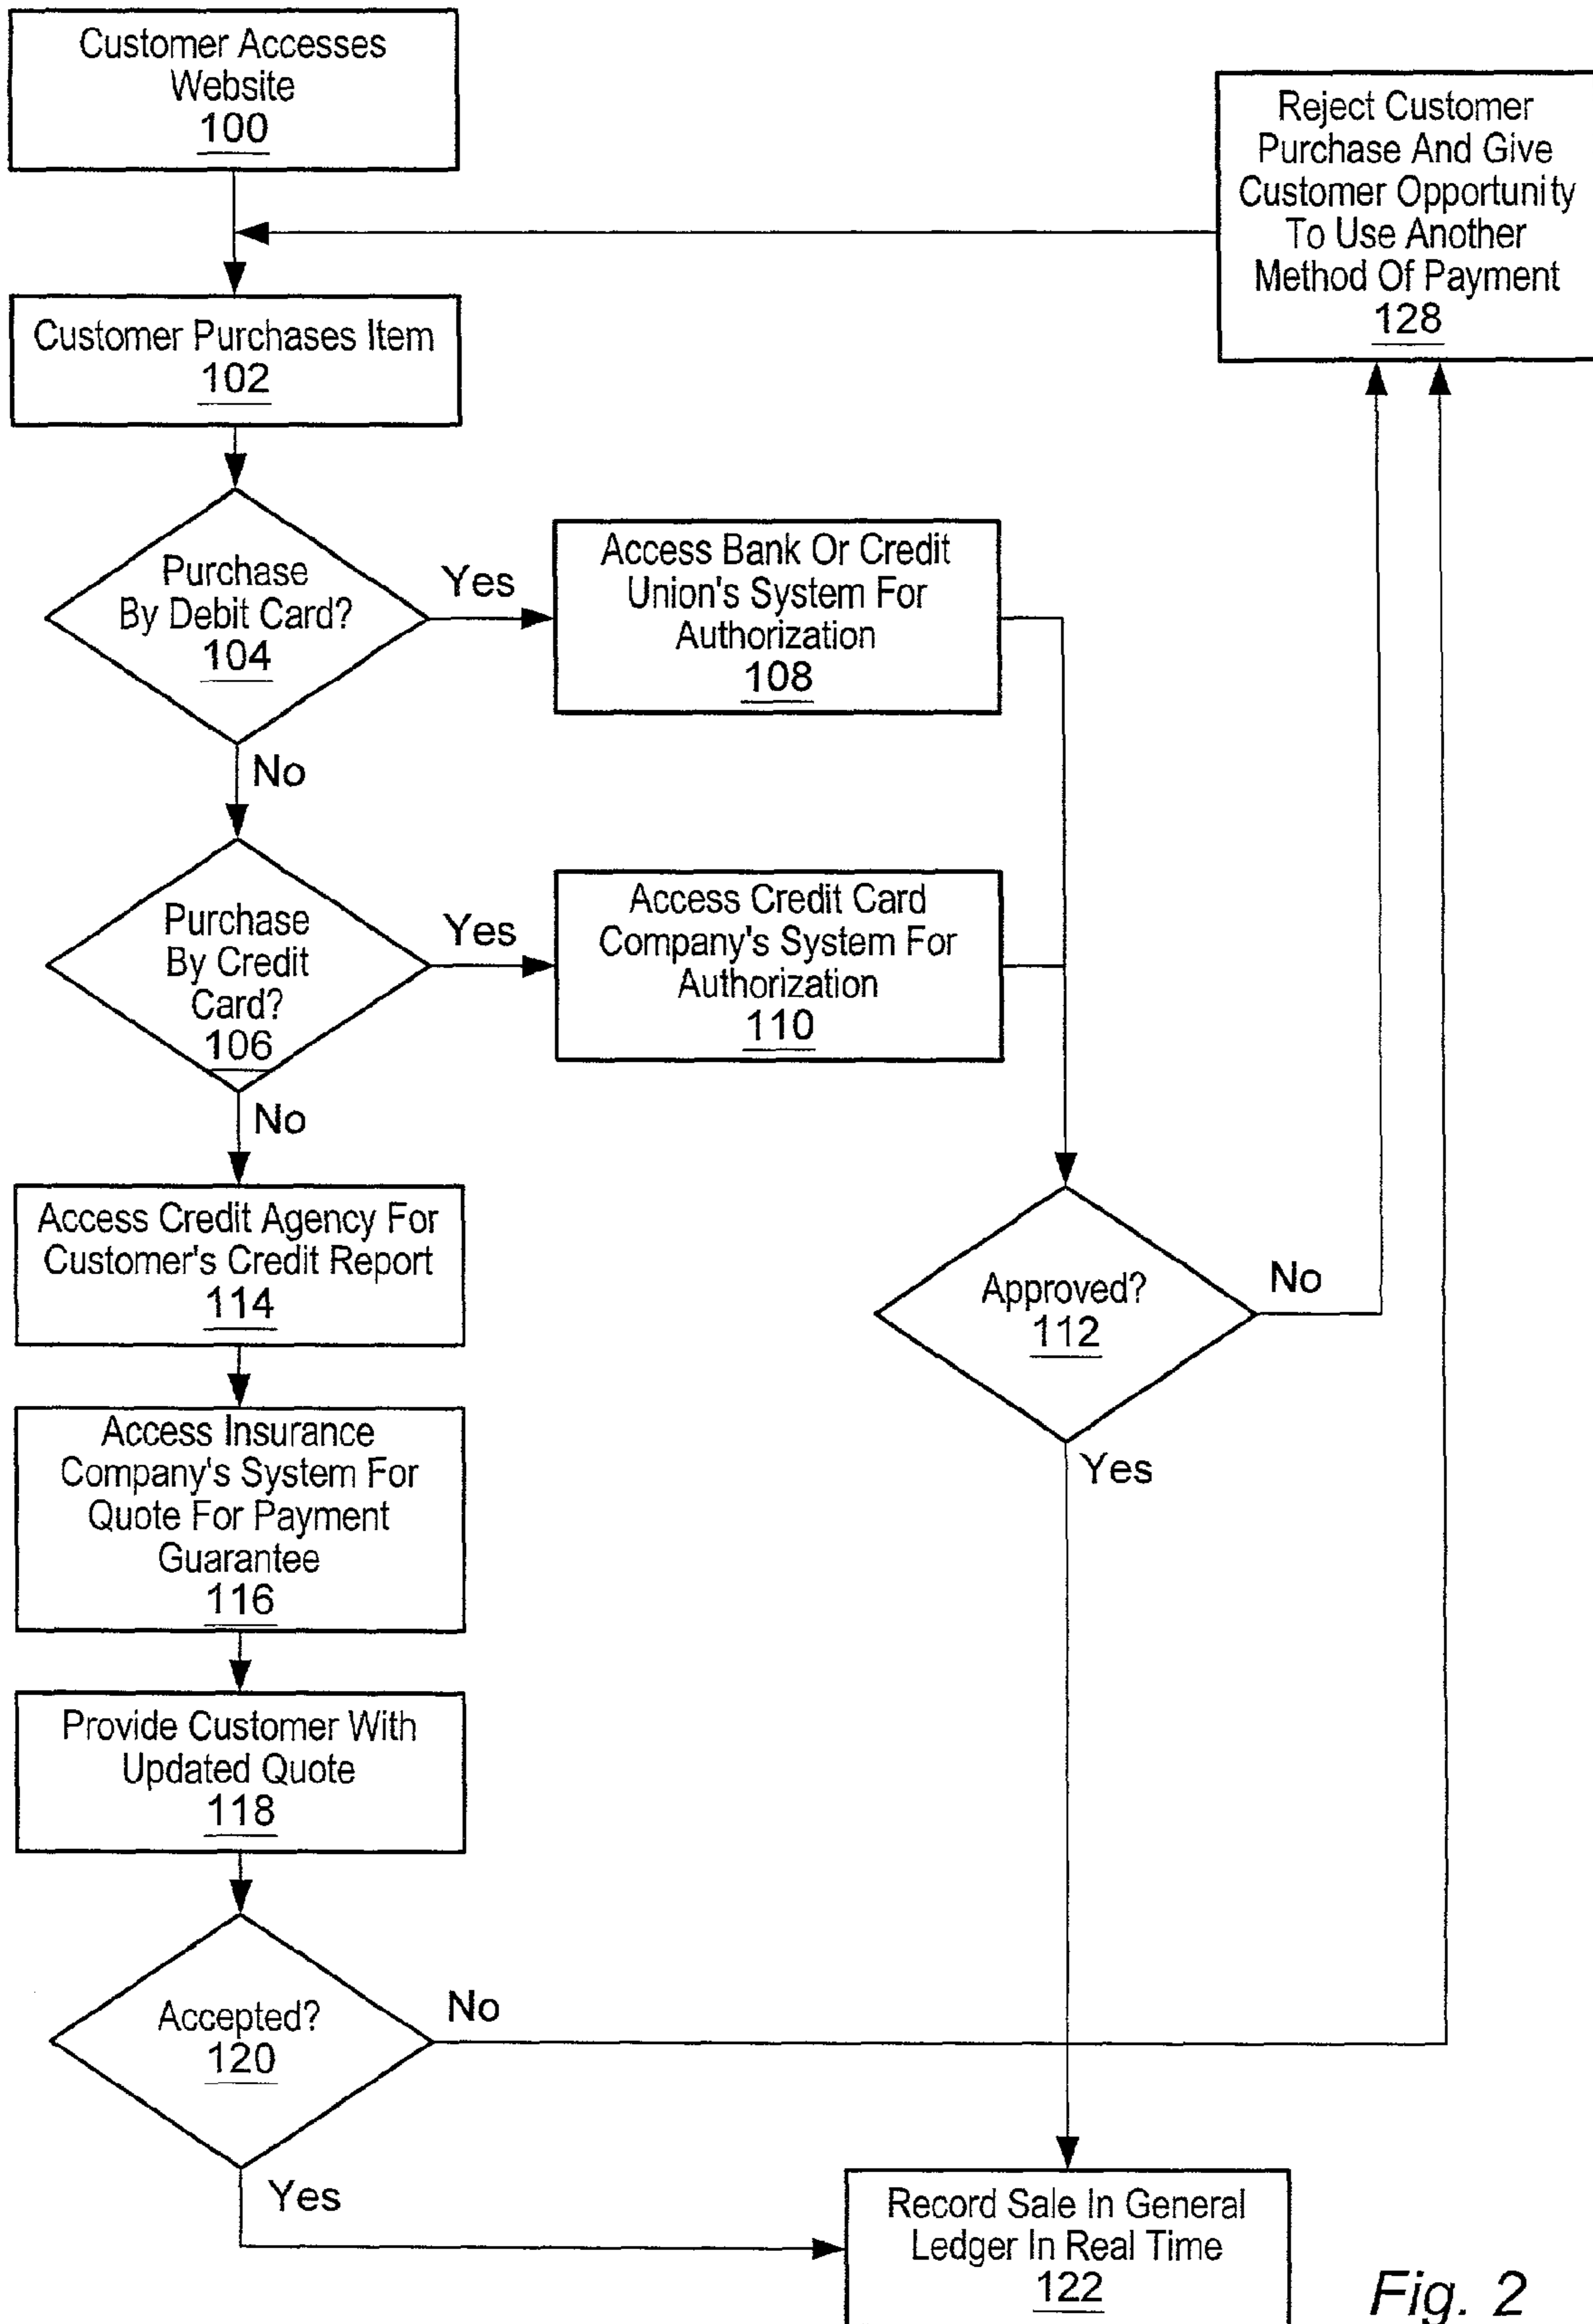 Customer Accesses
Website
100
Reject Customer
Purchase And Give
Customer Opportunity
To Use Another
Method Of Payment
128
Customer Purchases Item
102
Purchase
By Debit Card?
104
Yes
Access Bank Or Credit
Union's System For
Authorization
108
No
Purchase
By Credit
Card?
106
Yes
Access Credit Card
Company's System For
Authorization
110
No
Access Credit Agency For
Customer's Credit Report
114
Approved?
112
No
Yes
Access Insurance
Company's System For
Quote For Payment
Guarantee
116
Provide Customer With
Updated Quote
118
Accepted?
120
No
Yes
Record Sale In General
Ledger In Real Time
122
Fig. 2